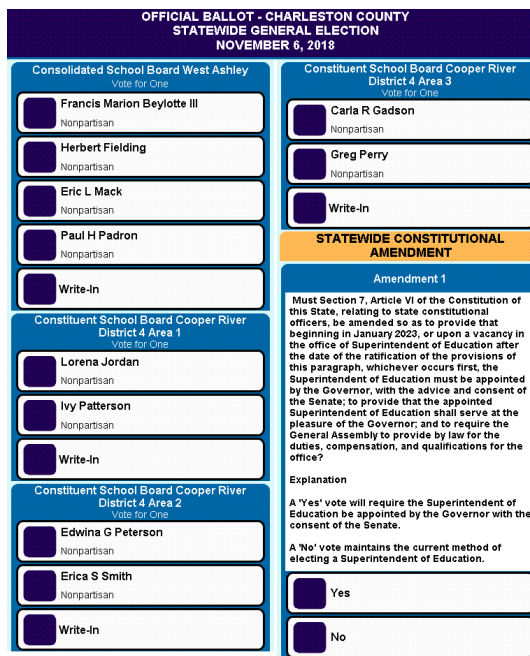 OFFICIAL BALLOT - CHARLESTON COUNTY
STATEWIDE GENERAL ELECTION
NOVEMBER 6, 2018
Consolidated School Board West Ashley
Vote for One
Francis Marion Beylotte III
Nonpartisan
Herbert Fielding
Nonpartisan
Eric L Mack
Nonpartisan
Paul H Padron
Nonpartisan
Write-In
Constituent School Board Cooper River
District 4 Area 1
Vote for One
Lorena Jordan
Nonpartisan
Ivy Patterson
Nonpartisan
Write-In
Constituent School Board Cooper River
District 4 Area 2
Vote for One
Edwina G Peterson
Nonpartisan
Erica S Smith
Nonpartisan
Write-In
Constituent School Board Cooper River
District 4 Area 3
Vote for One
Carla R Gadson
Nonpartisan
Greg Perry
Nonpartisan
Write-In
STATEWIDE CONSTITUTIONAL
AMENDMENT
Amendment 1
Must Section 7, Article VI of the Constitution of
this State, relating to state constitutional
officers, be amended so as to provide that
beginning in January 2023, or upon a vacancy in
the office of Superintendent of Education after
the date of the ratification of the provisions of
this paragraph, whichever occurs first, the
Superintendent of Education must be appointed
by the Governor, with the advice and consent of
the Senate; to provide that the appointed
Superintendent of Education shall serve at the
pleasure of the Governor; and to require the
General Assembly to provide by law for the
duties, compensation, and qualifications for the
office?
Explanation
A 'Yes' vote will require the Superintendent of
Education be appointed by the Governor with the
consent of the Senate.
A 'No' vote maintains the current method of
electing a Superintendent of Education.
Yes
No